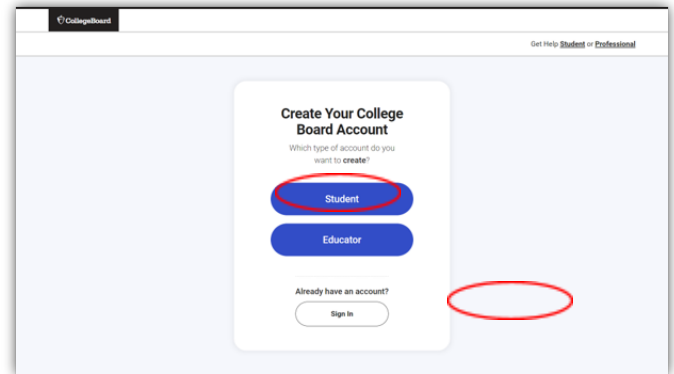 CollegeBoard
Get Help Student or Professional
Create Your College
Board Account
Which type of account do you
want to create?
Student
Educator
Already have an account?
Sign In